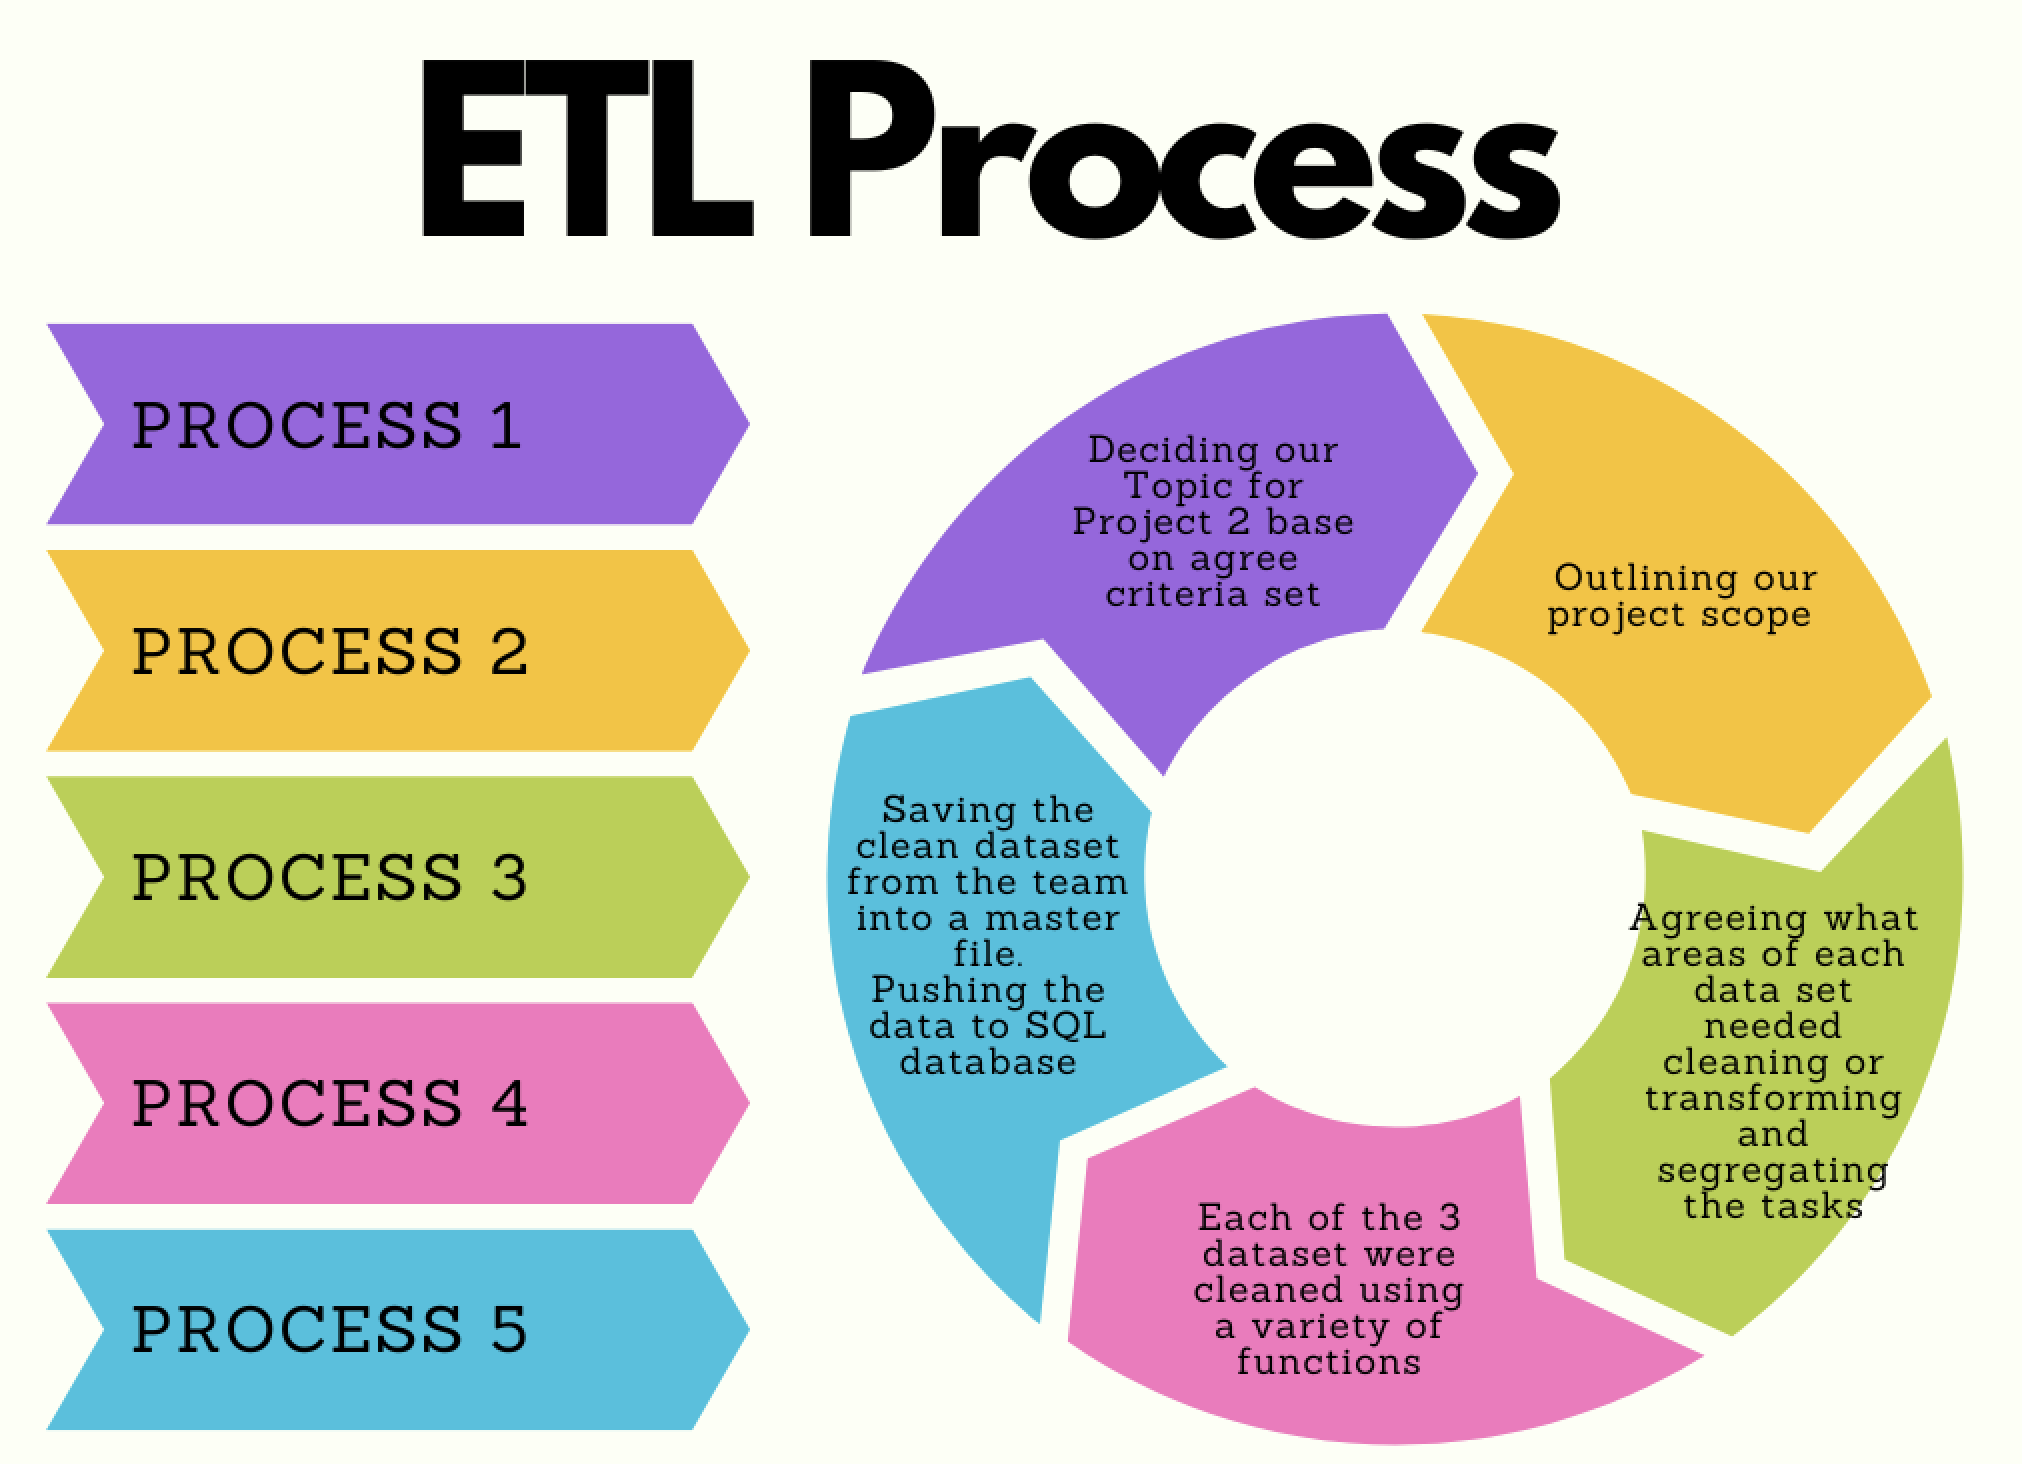 ETL Process
PROCESS 1
PROCESS 2
PROCESS 3
PROCESS 4
PROCESS 5
Deciding our
Topic for
Project 2 base
on agree
criteria set
Outlining our
project scope
Agreeing what
areas of each
data set
needed
cleaning or
transforming
and
segregating
the tasks
Each of the 3
dataset were
cleaned using
a variety of
functions
Saving the
clean dataset
from the team
into a master
file.
Pushing the
data to SQL
database